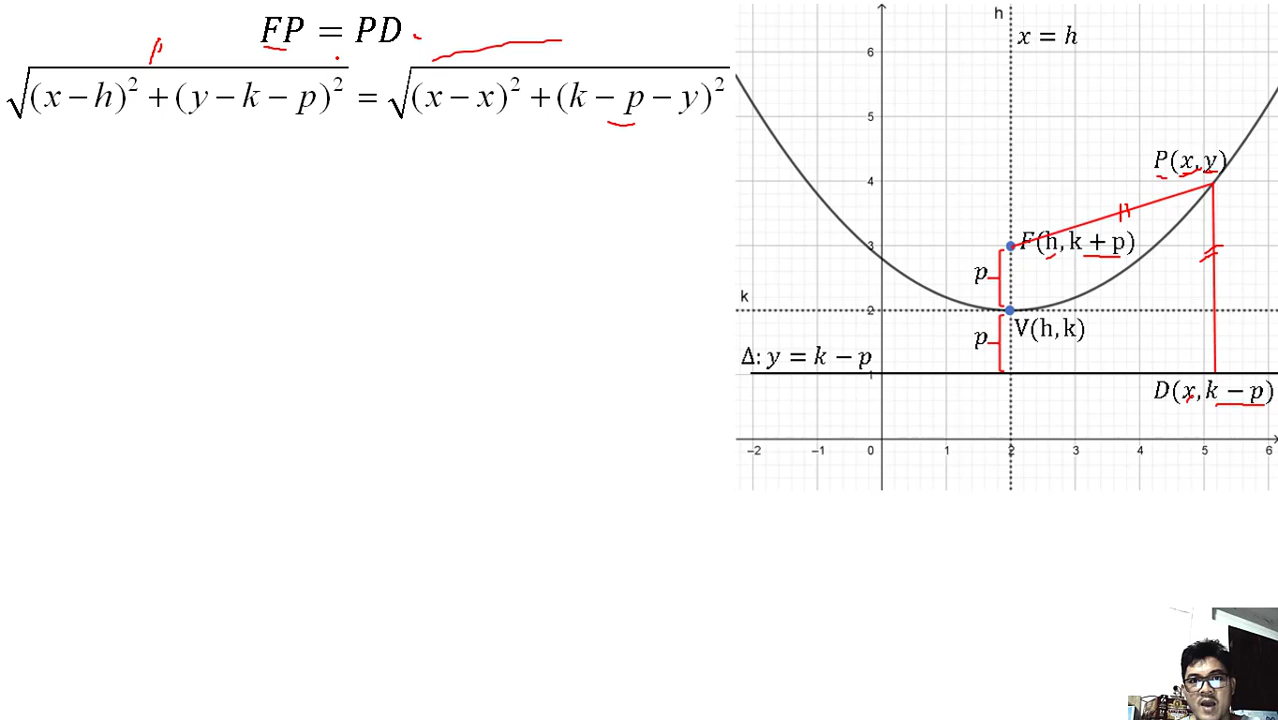 FP = PD
√(x−h)² + (y−k−p)² = √(x−x)² + (k−p−y)²
h
x = h
6
5
P(x,y)
4
3
F(h,k + p)
p
k
2
V(h,k)
p
Δ: y = k − p
1
D(x,k − p)
−2 −1 0 1 2 3 4 5 6